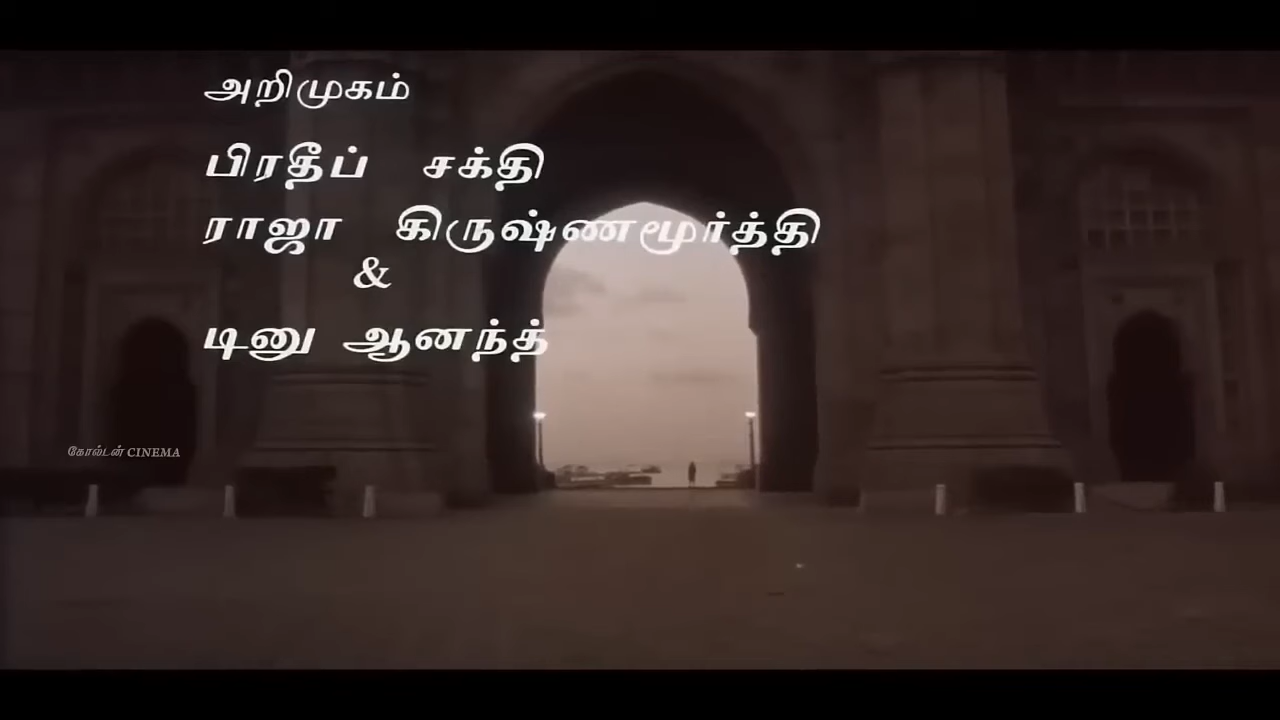 அறிமுகம்
பிரதீப் சக்தி
ராஜா கிருஷ்ணமூர்த்தி
&
டினு ஆனந்த்
கோல்டன் CINEMA